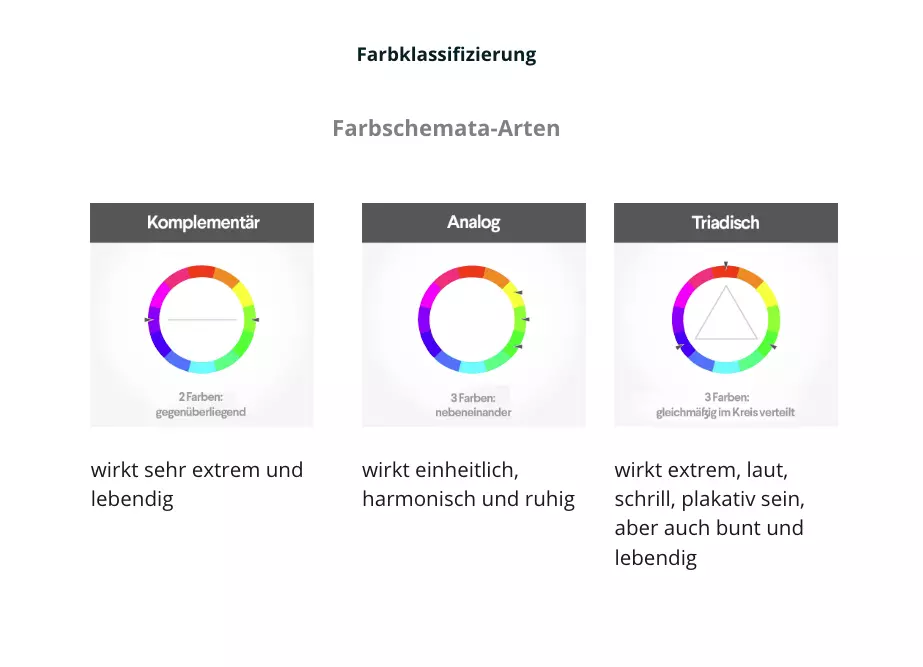 Farbklassifizierung
Farbschemata-Arten
Komplementär
2 Farben:
gegenüberliegend
wirkt sehr extrem und
lebendig
Analog
3 Farben:
nebeneinander
wirkt einheitlich,
harmonisch und ruhig
Triadisch
3 Farben:
gleichmäßig im Kreis verteilt
wirkt extrem, laut,
schrill, plakativ sein,
aber auch bunt und
lebendig